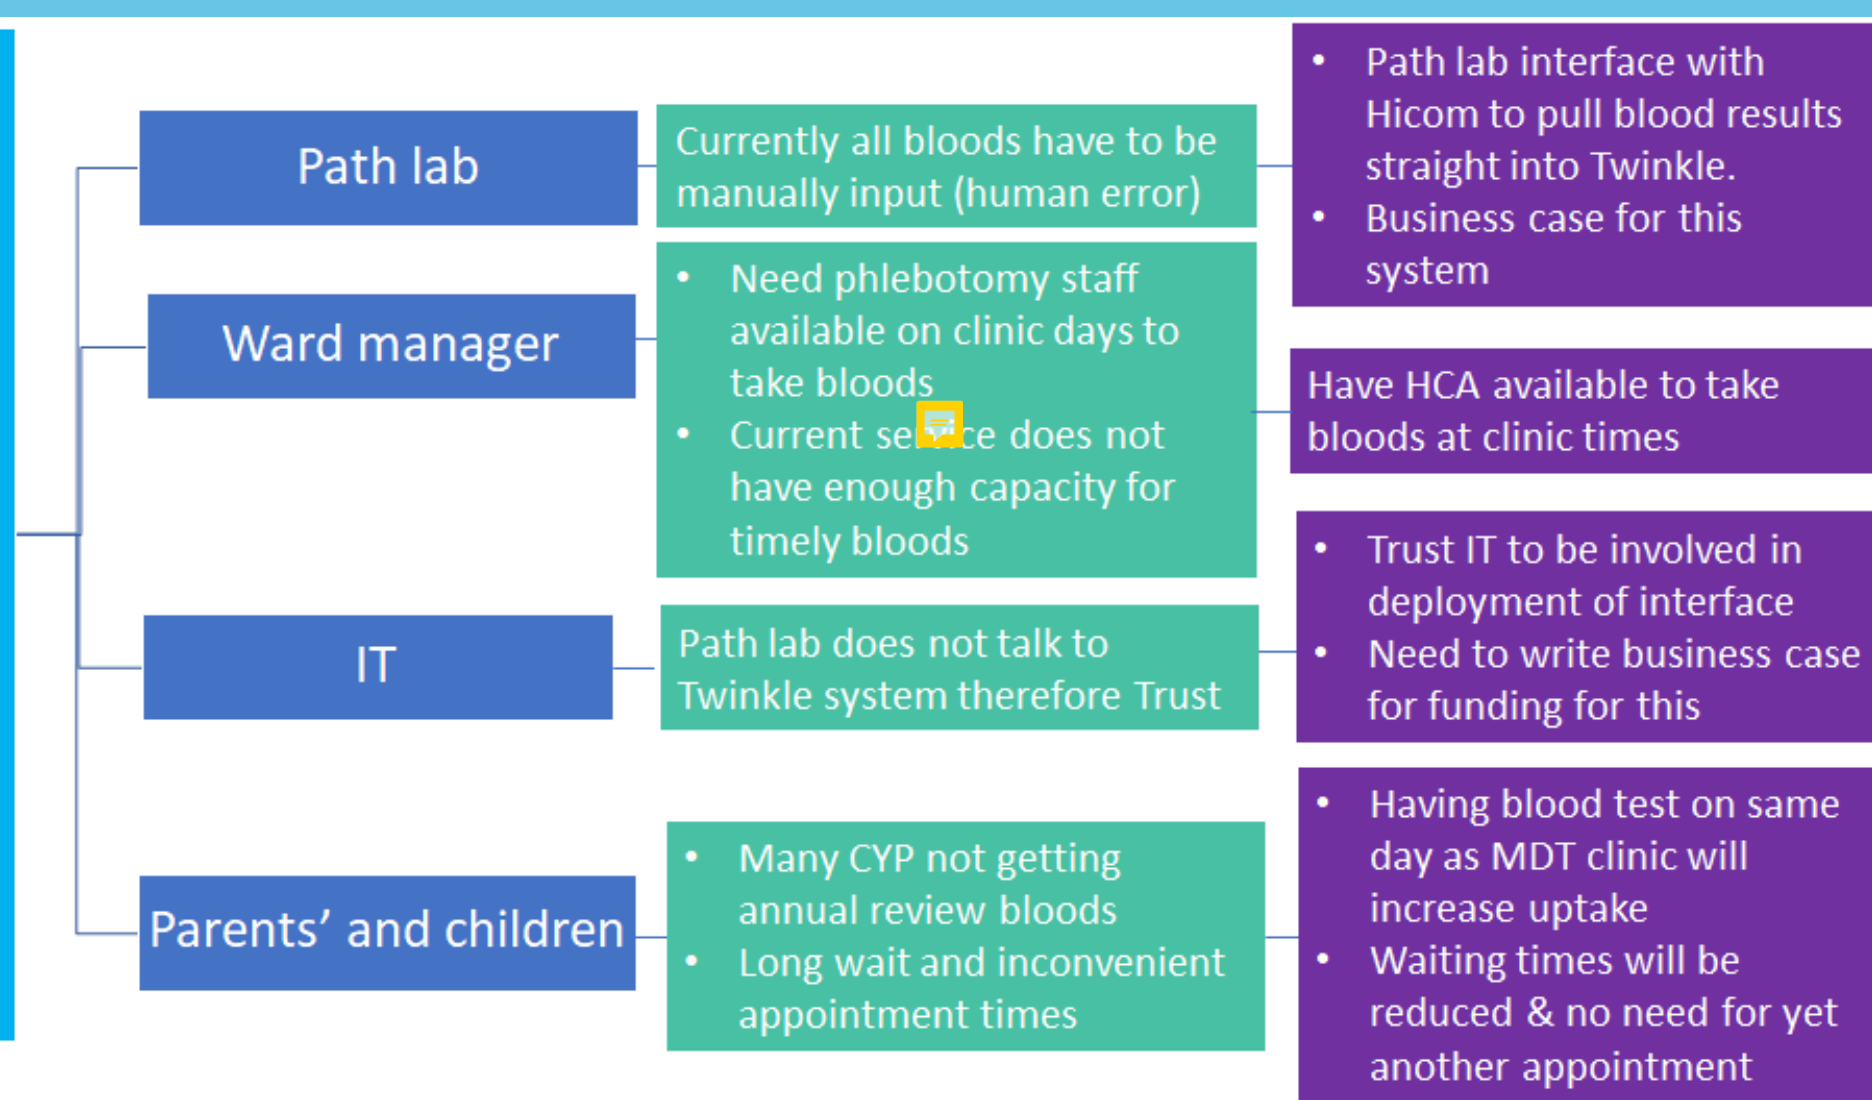 Path lab
Currently all bloods have to be
manually input (human error)
• Path lab interface with
Hicom to pull blood results
straight into Twinkle.
• Business case for this
system
Ward manager
• Need phlebotomy staff
available on clinic days to
take bloods
• Current does not
have enough capacity for
timely bloods
Have HCA available to take
bloods at clinic times
IT
Path lab does not talk to
Twinkle system therefore Trust
• Trust IT to be involved in
deployment of interface
• Need to write business case
for funding for this
Parents’ and children
• Many CYP not getting
annual review bloods
• Long wait and inconvenient
appointment times
• Having blood test on same
day as MDT clinic will
increase uptake
• Waiting times will be
reduced & no need for yet
another appointment